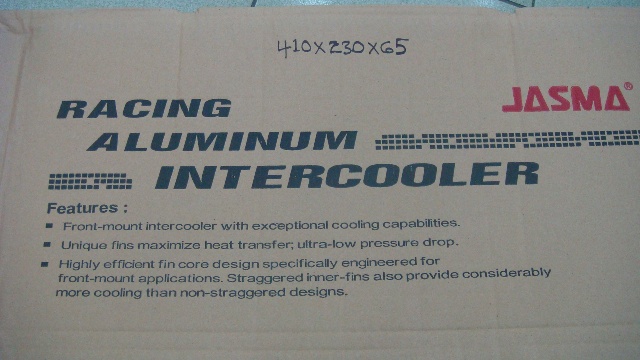 410x230x65
JASMA®
RACING
ALUMINUM
INTERCOOLER
Features :
▪ Front-mount intercooler with exceptional cooling capabilities.
▪ Unique fins maximize heat transfer; ultra-low pressure drop.
▪ Highly efficient fin core design specifically engineered for
front-mount applications. Straggered inner-fins also provide considerably
more cooling than non-straggered designs.